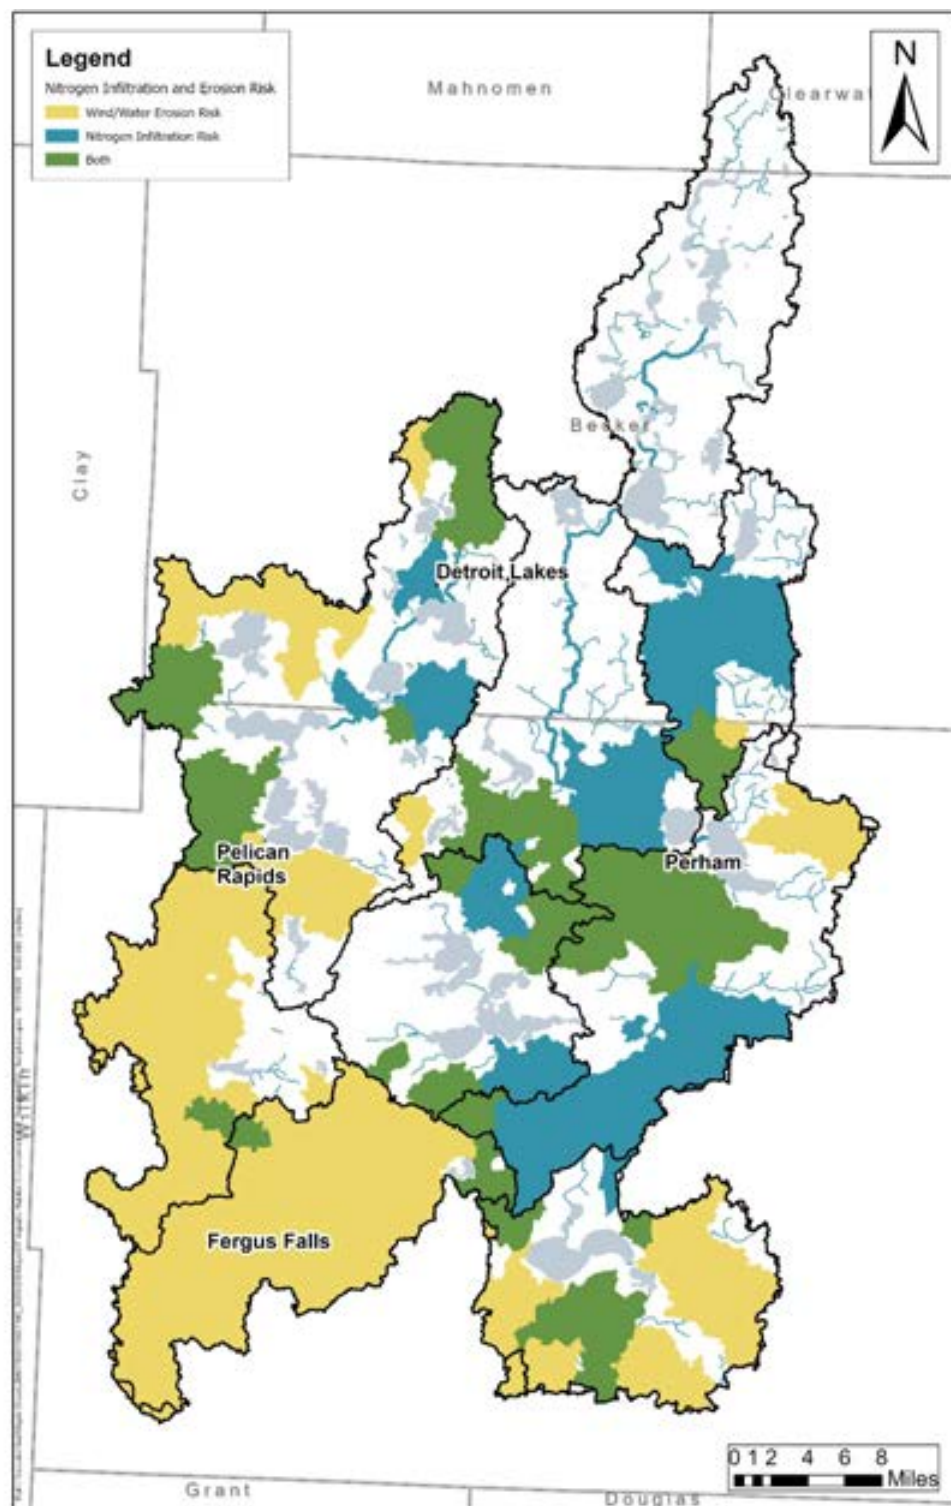 Legend
Nitrogen Infiltration and Erosion Risk
Wind/Water Erosion Risk
Nitrogen Infiltration Risk
Both
N
Mahnomen
Clearwat
Becker
Clay
Detroit Lakes
Pelican
Rapids
Perham
Wilkin
Fergus Falls
0 1 2 4 6 8
Miles
Grant
Douglas